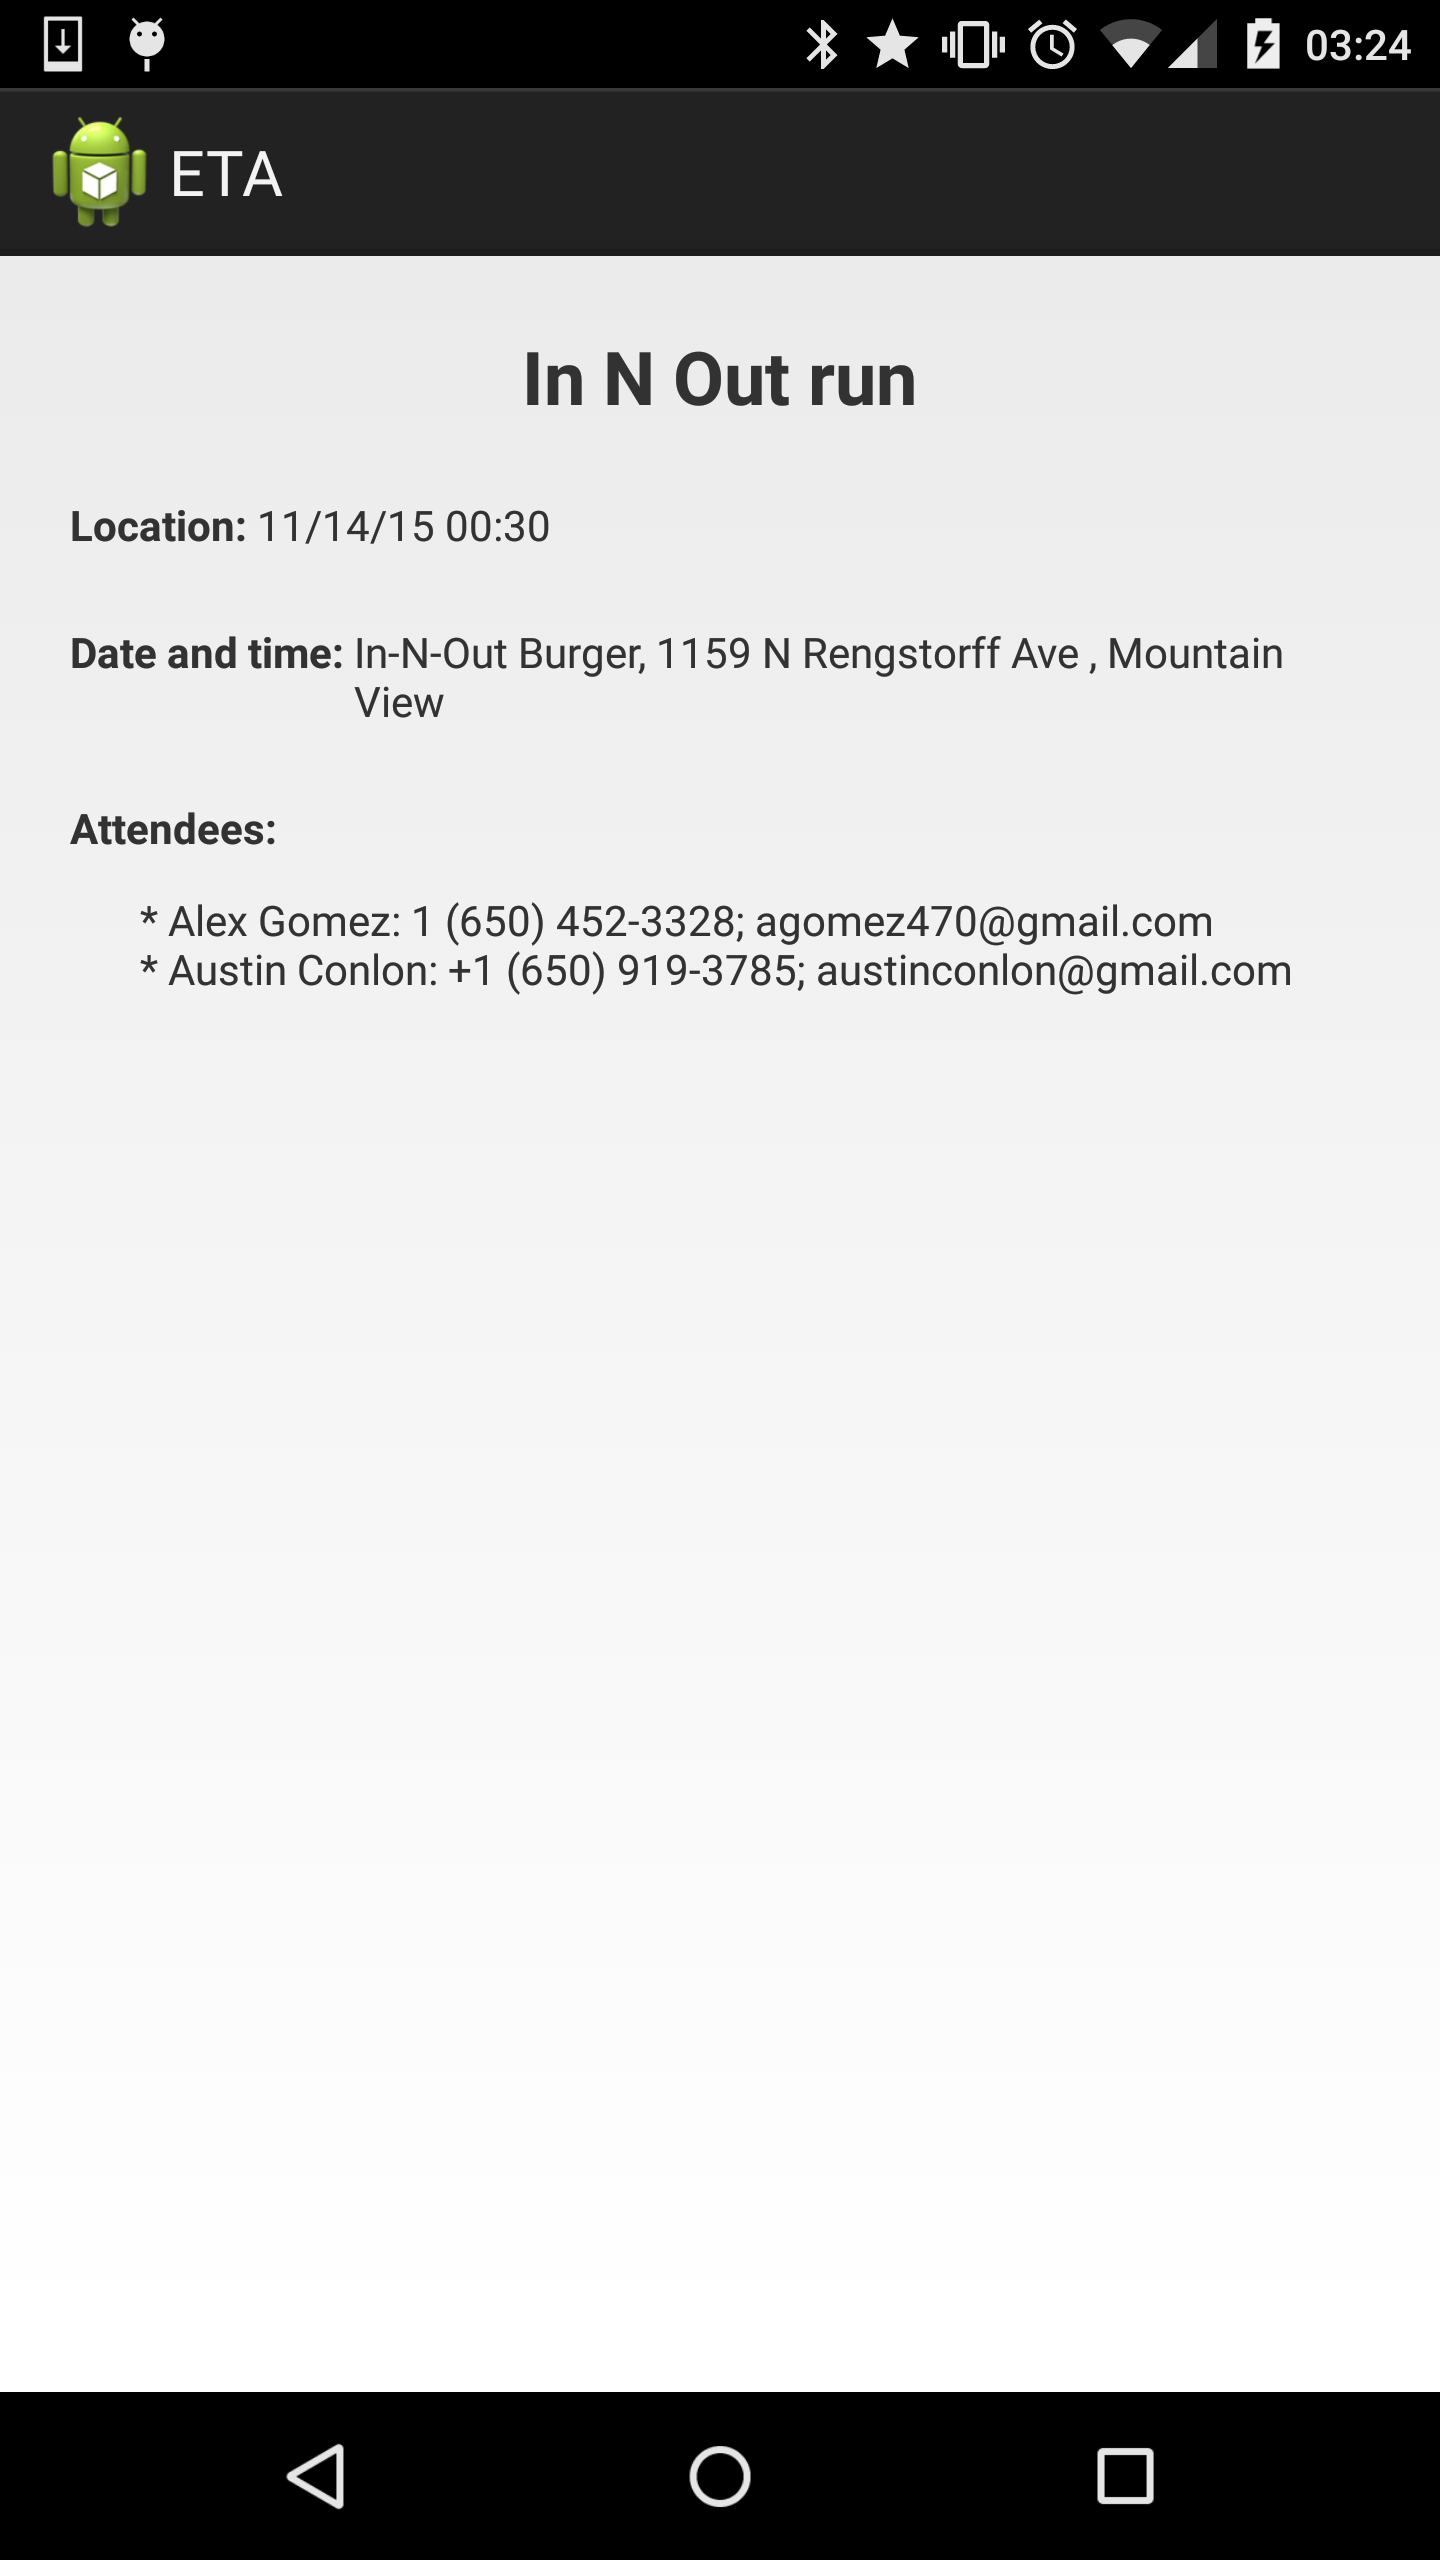 03:24
ETA
In N Out run
Location: 11/14/15 00:30
Date and time: In-N-Out Burger, 1159 N Rengstorff Ave , Mountain
View
Attendees:
* Alex Gomez: 1 (650) 452-3328; agomez470@gmail.com
* Austin Conlon: +1 (650) 919-3785; austinconlon@gmail.com